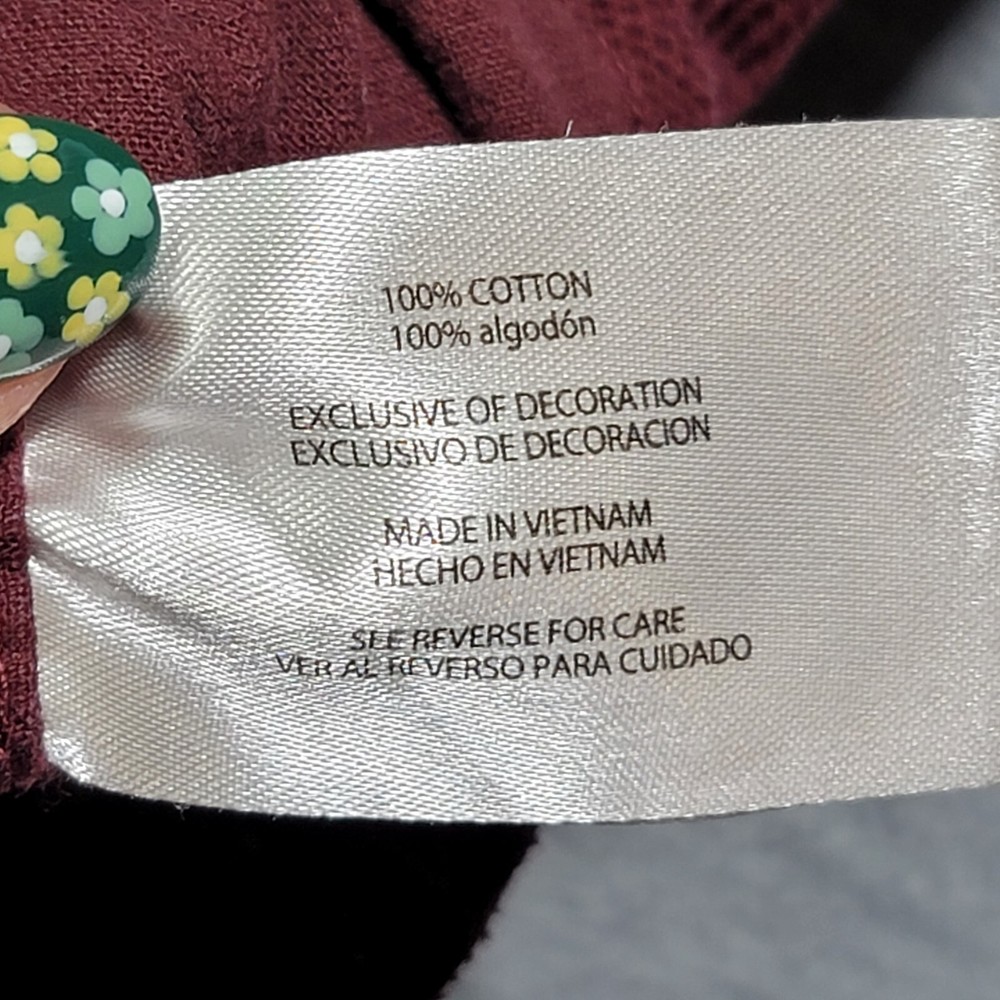 100% COTTON
100% algodón
EXCLUSIVE OF DECORATION
EXCLUSIVO DE DECORACION
MADE IN VIETNAM
HECHO EN VIETNAM
SEE REVERSE FOR CARE
VER AL REVERSO PARA CUIDADO